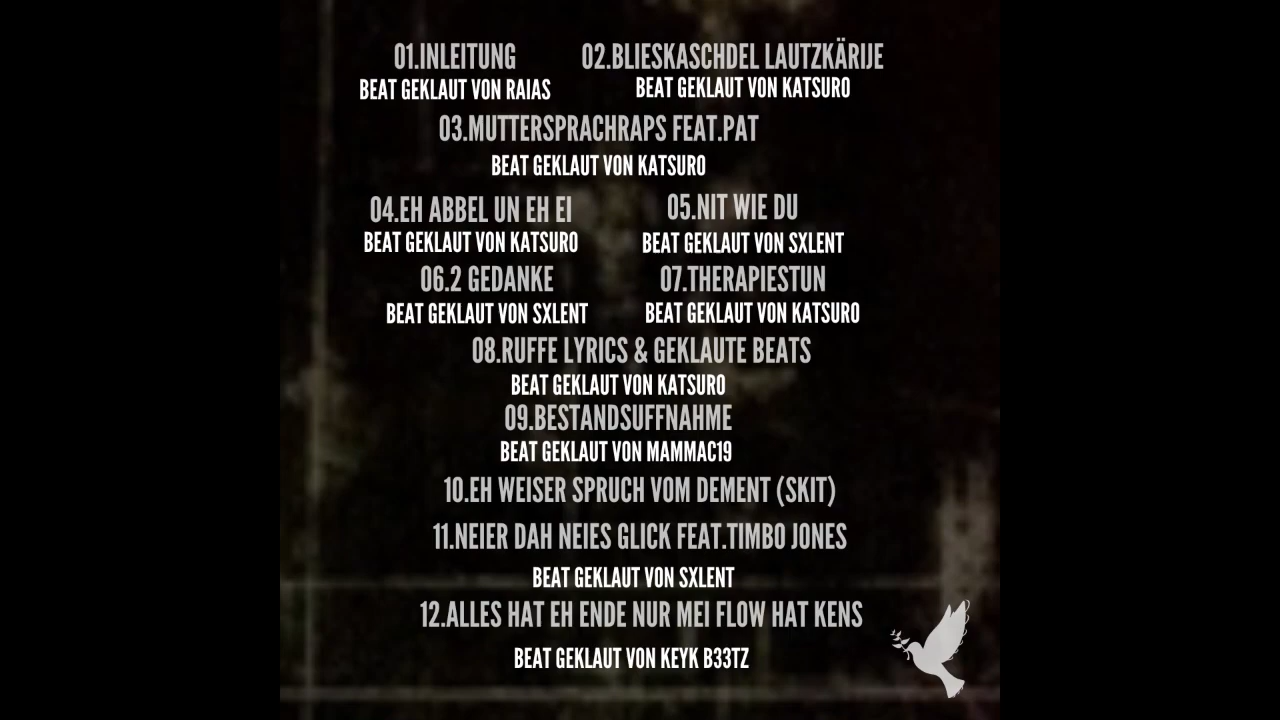 01.INLEITUNG
BEAT GEKLAUT VON RAIAS
02.BLIESKASCHDEL LAUTZKÄRIJE
BEAT GEKLAUT VON KATSURO
03.MUTTERSPRACHRAPS FEAT.PAT
BEAT GEKLAUT VON KATSURO
04.EH ABBEL UN EH EI
BEAT GEKLAUT VON KATSURO
05.NIT WIE DU
BEAT GEKLAUT VON SXLENT
06.2 GEDANKE
BEAT GEKLAUT VON SXLENT
07.THERAPIESTUN
BEAT GEKLAUT VON KATSURO
08.RUFFE LYRICS & GEKLAUTE BEATS
BEAT GEKLAUT VON KATSURO
09.BESTANDSUFFNAHME
BEAT GEKLAUT VON MAMMAC19
10.EH WEISER SPRUCH VOM DEMENT (SKIT)
11.NEIER DAH NEIES GLICK FEAT.TIMBO JONES
BEAT GEKLAUT VON SXLENT
12.ALLES HAT EH ENDE NUR MEI FLOW HAT KENS
BEAT GEKLAUT VON KEYK B33TZ